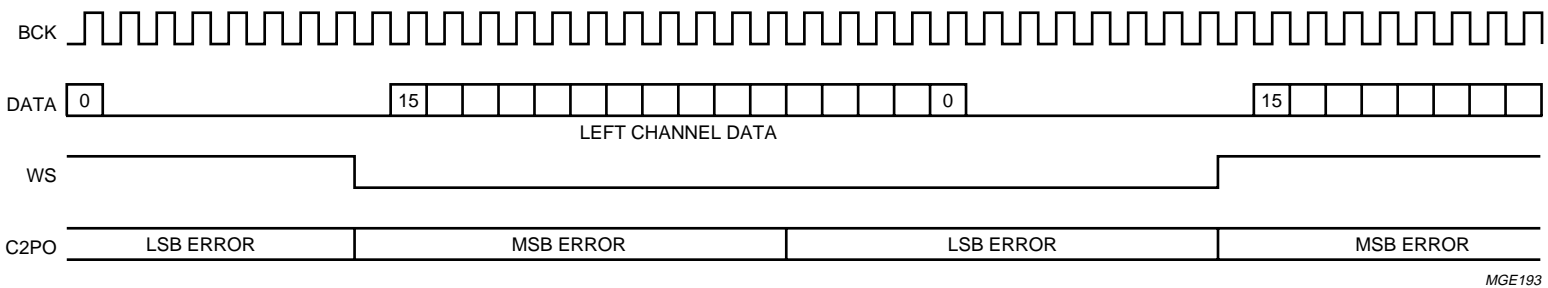 BCK
DATA 0 15 0 15
LEFT CHANNEL DATA
WS
C2PO LSB ERROR MSB ERROR LSB ERROR MSB ERROR
MGE193